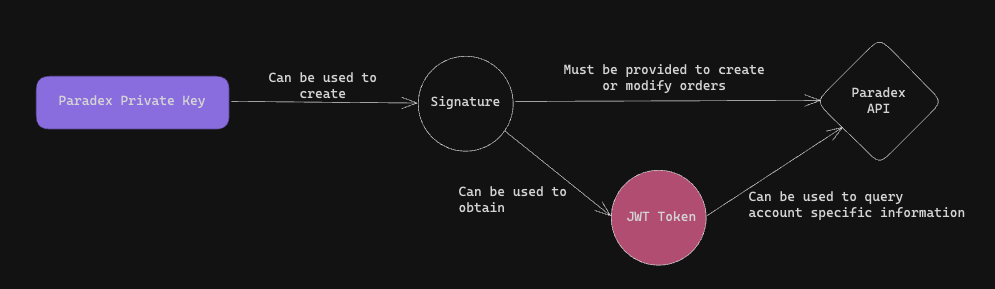 Paradex Private Key
Can be used to
create
Signature
Must be provided to create
or modify orders
Paradex
API
Can be used to
obtain
JWT Token
Can be used to query
account specific information